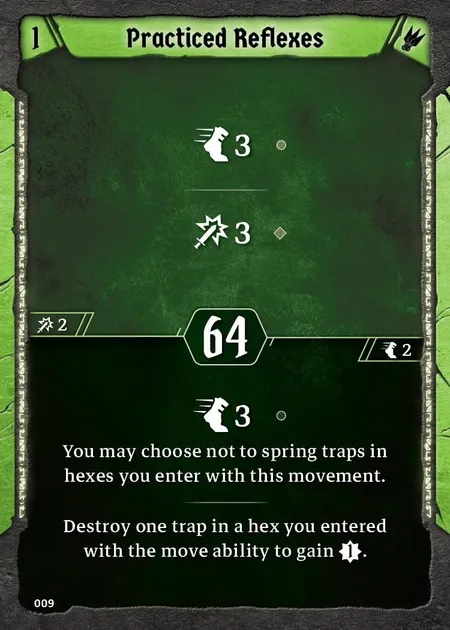 1 Practiced Reflexes
3
3
2
64
2
3
You may choose not to spring traps in
hexes you enter with this movement.
Destroy one trap in a hex you entered
with the move ability to gain 1.
009